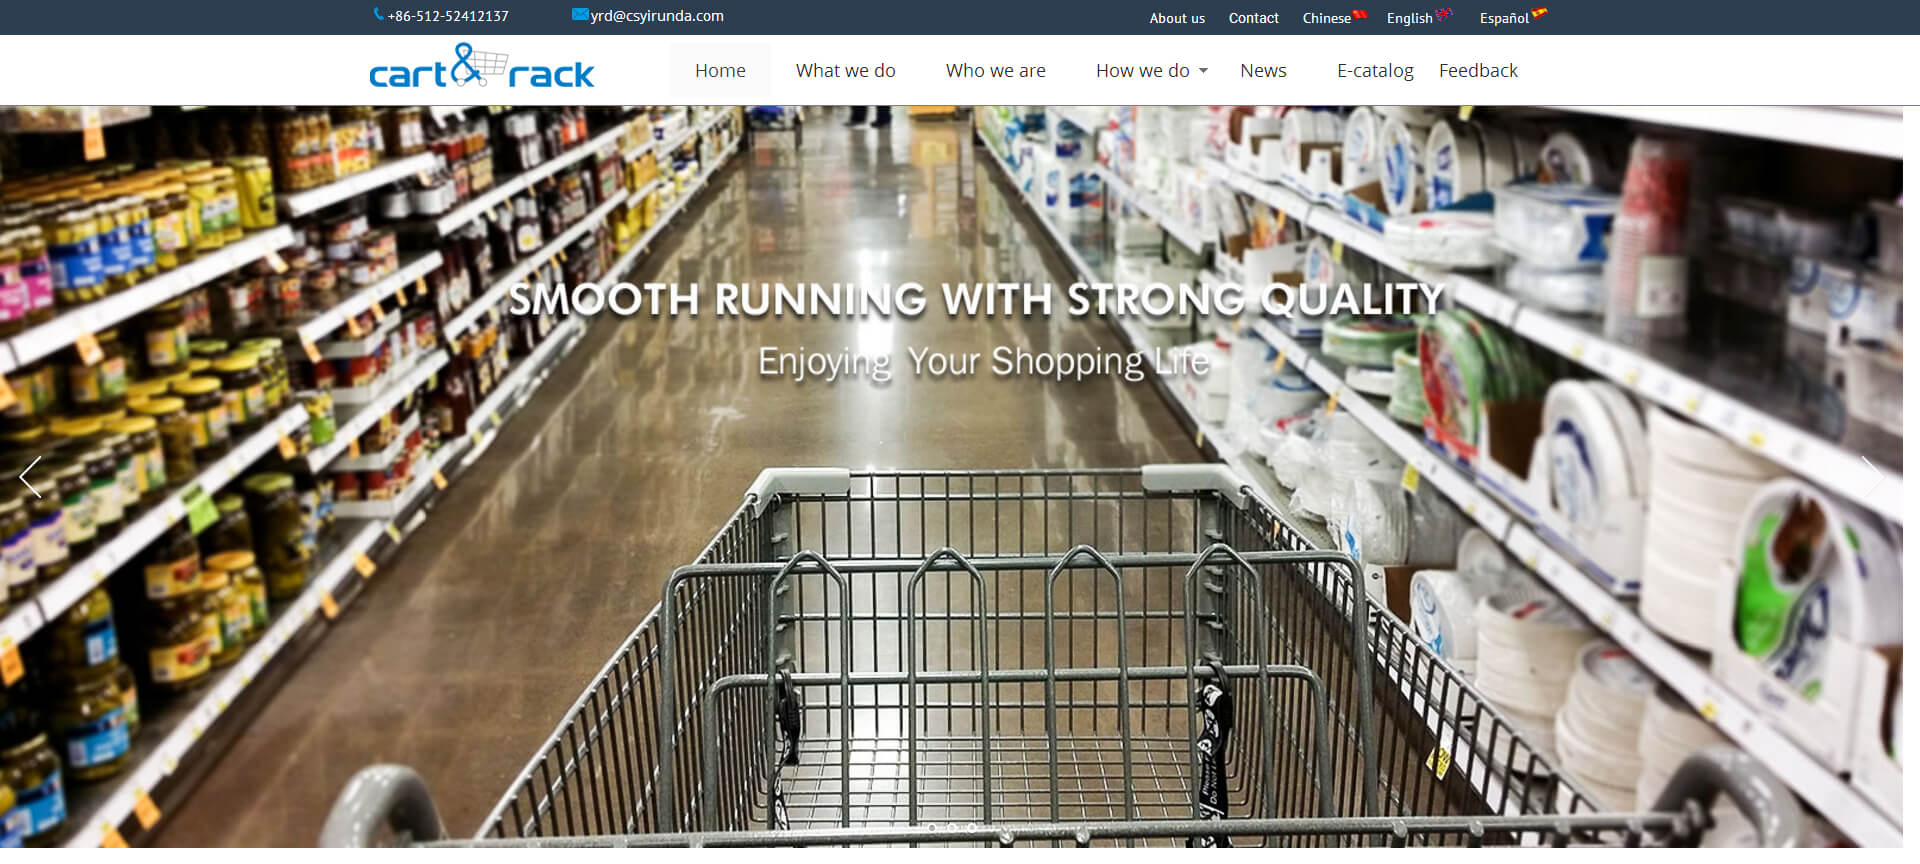 +86-512-52412137
yrd@csyirunda.com
About us
Contact
Chinese
English
Español
cart & rack
Home
What we do
Who we are
How we do
News
E-catalog
Feedback
SMOOTH RUNNING WITH STRONG QUALITY
Enjoying Your Shopping Life